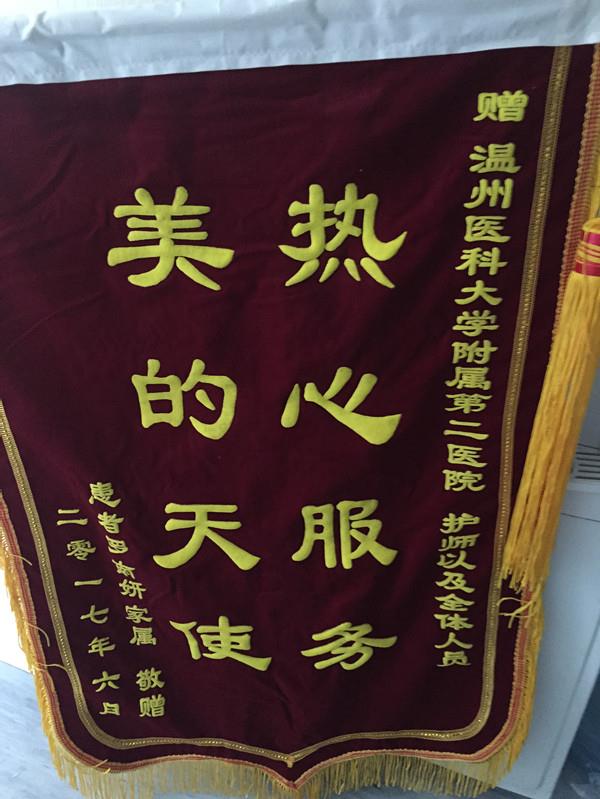 赠 温州医科大学附属第二医院 护师以及全体人员
热心服务
美的天使
患者 家属 敬赠
二零一七年六月